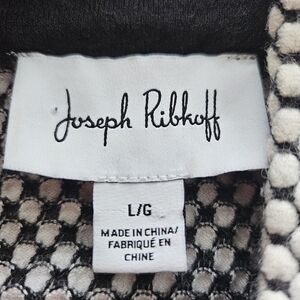 Joseph Ribkoff
L/G
MADE IN CHINA/
FABRIQUÉ EN
CHINE